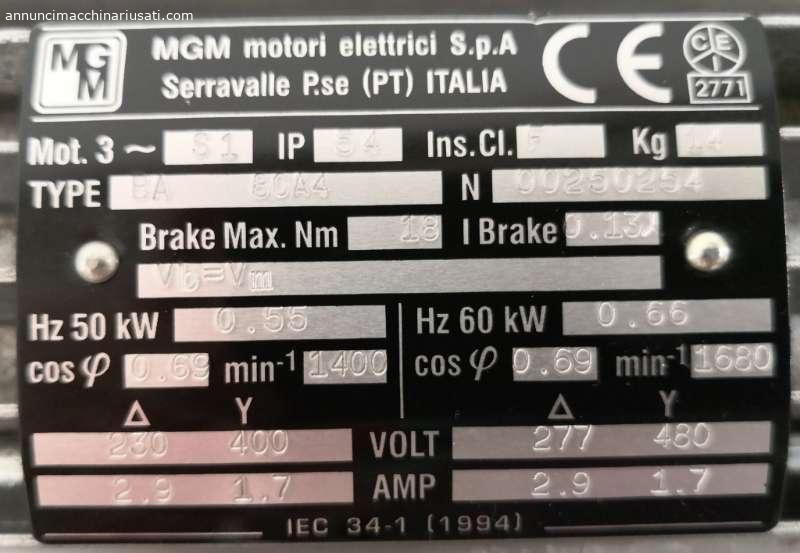 annuncimacchinariusati.com
MGM
MGM motori elettrici S.p.A
Serravalle P.se (PT) ITALIA
CE
CEI
2771
Mot. 3 ~ S1 IP 54 Ins.Cl. F Kg 14
TYPE BA 80A4 N 00250254
Brake Max. Nm 18 I Brake 0.13A
Vb=Vm
Hz 50 kW 0.55 Hz 60 kW 0.66
cos φ 0.69 min-1 1400 cos φ 0.69 min-1 1680
Δ Y Δ Y
230 400 VOLT 277 480
2.9 1.7 AMP 2.9 1.7
IEC 34-1 (1994)